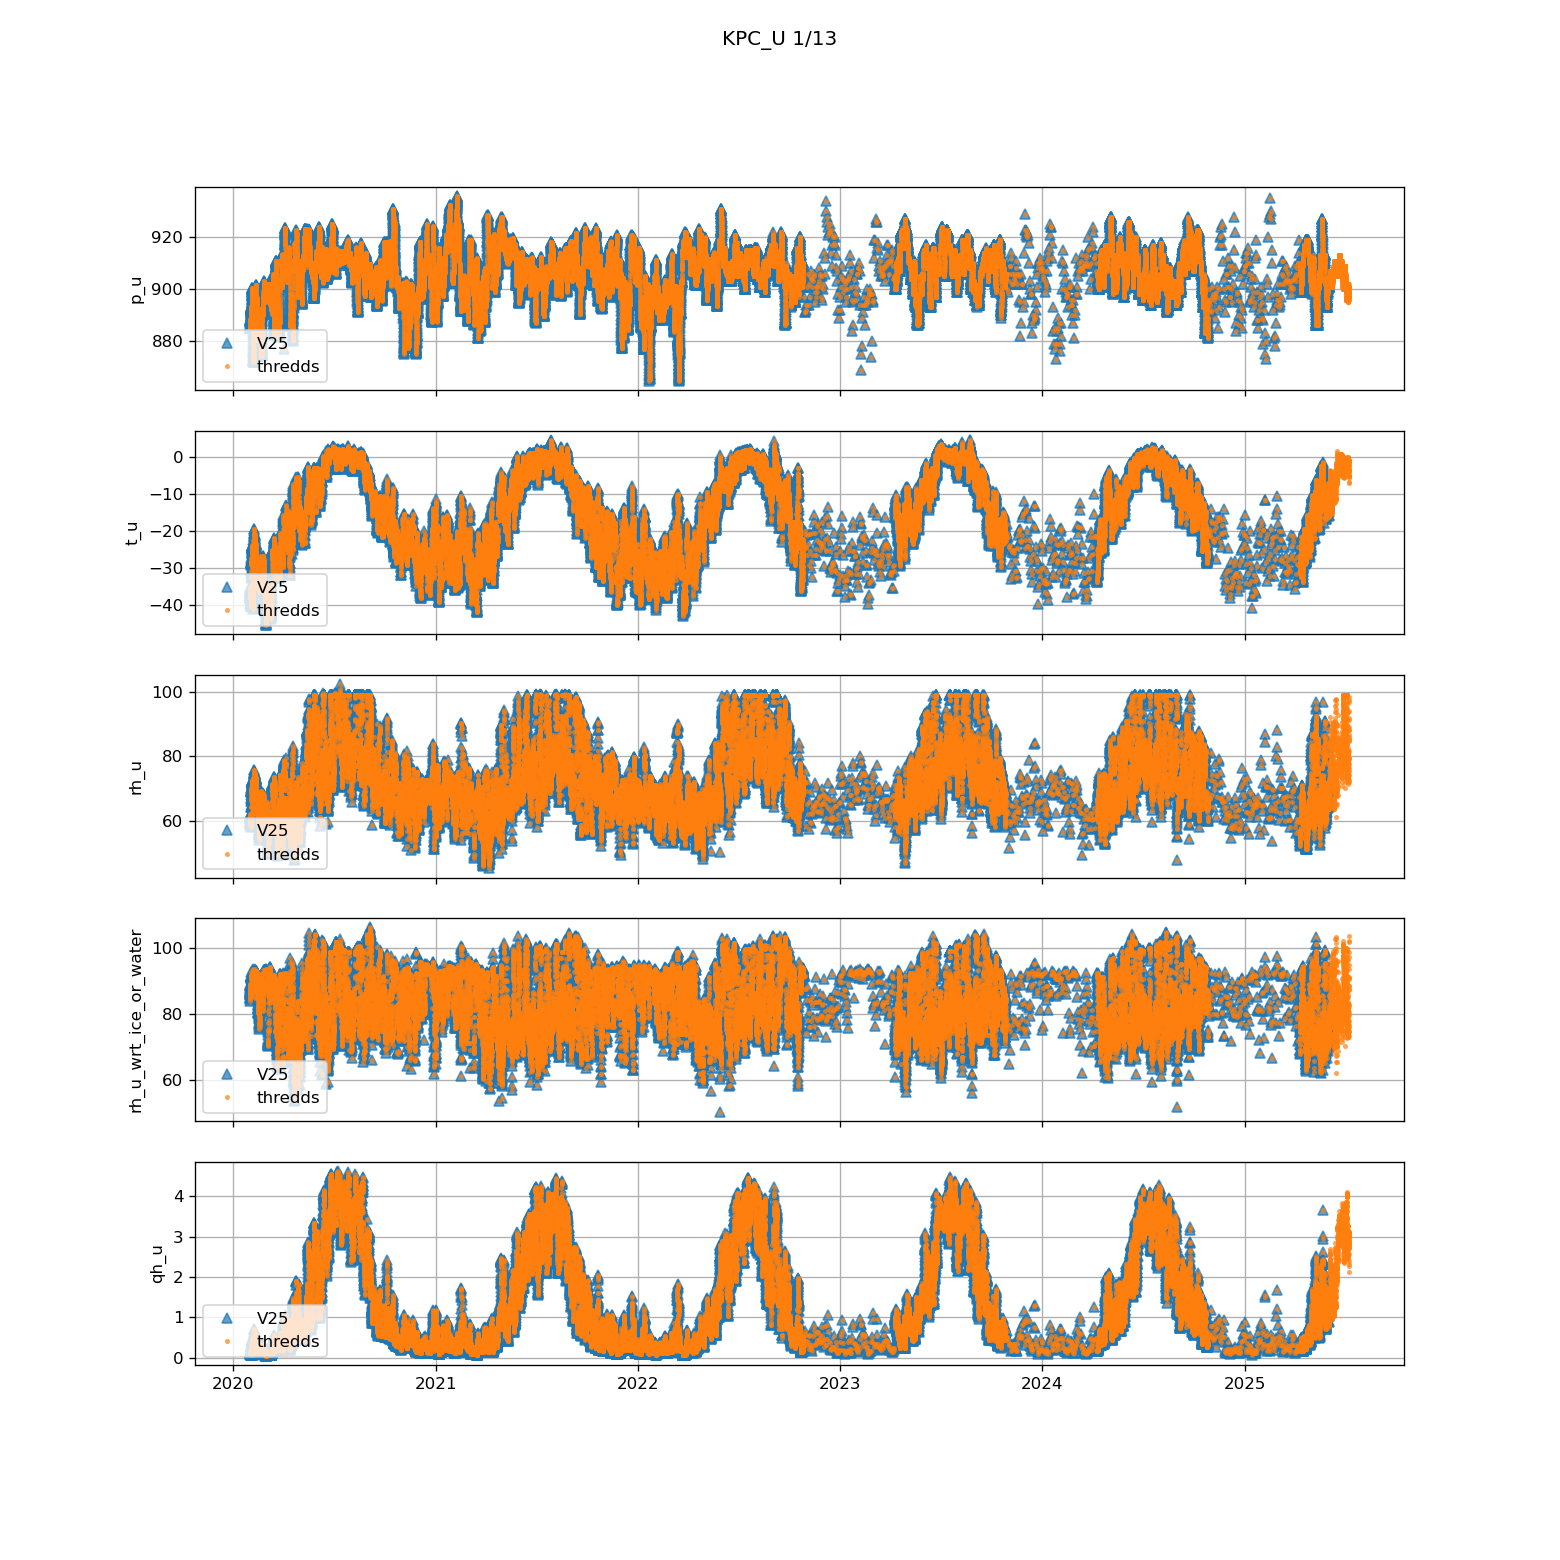 KPC_U 1/13
920
900
880
p_u
V25
thredds
0
−10
−20
−30
−40
t_u
V25
thredds
100
80
60
rh_u
V25
thredds
100
80
60
rh_u_wrt_ice_or_water
V25
thredds
4
3
2
1
0
qh_u
V25
thredds
2020 2021 2022 2023 2024 2025